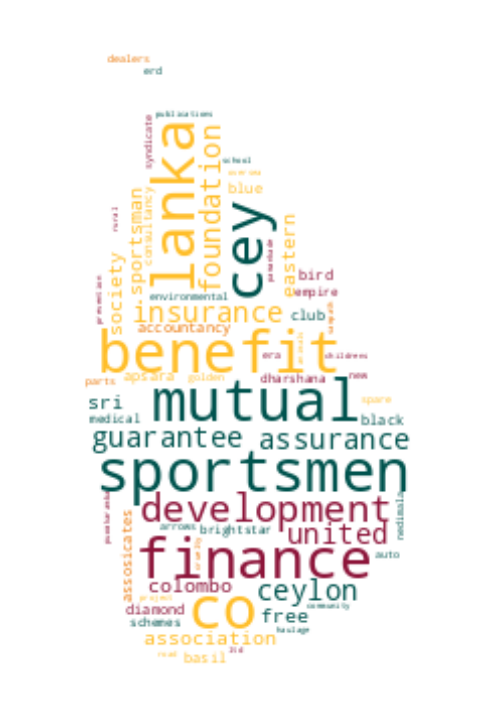 dealers
erd
publications
syndicate
lanka
foundation
school
blue
cey
sportsman
consultancy
rural
eastern
society
bird
prevention
environmental
empire
insurance
club
accountancy
benefit
era
childrens
parts
apsara
golden
dharshana
new
mutual
spare
sri
medical
black
guarantee
assurance
sportsmen
development
arrows
brightstar
united
nedimala
assosicates
finance
auto
colombo
ceylon
project
co
diamond
community
schemes
free
haulage
association
ltd
road
basil